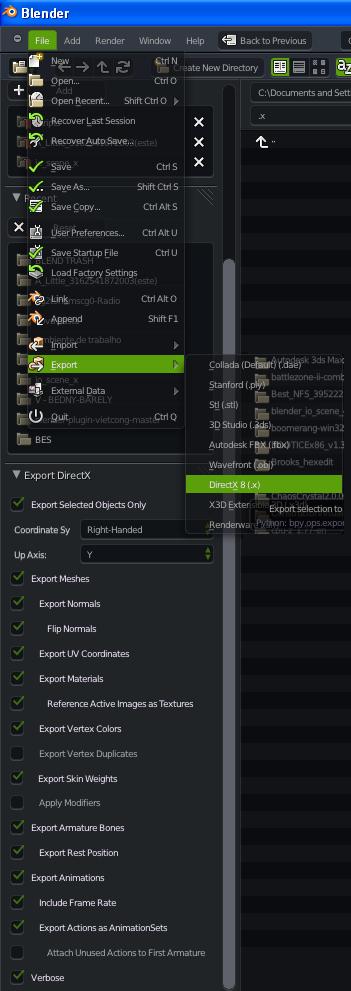 Blender
File Add Render Window Help Back to Previous
New Ctrl N
Open... Ctrl O
Create New Directory
Open Recent... Shift Ctrl O
Add
C:\Documents and Sett
Recover Last Session
.x
Recover Auto Save...
..
Save Ctrl S
Save As... Shift Ctrl S
Save Copy... Ctrl Alt S
Recent
User Preferences... Ctrl Alt U
Reset
Save Startup File Ctrl U
BLEND TRASH
Load Factory Settings
A_Little_3162541872003(este)
Link Ctrl Alt O
Append Shift F1
Import
Export
Collada (Default) (.dae)
Autodesk 3ds Max
External Data
Stanford (.ply)
battlezone-ii-comb
V - BEDNY-BARELY
Stl (.stl)
Best_NFS_395222
blender_io_scene_
Quit Ctrl Q
3D Studio (.3ds)
boomerang-win32
blender-plugin-vietcong-master
BES
Autodesk FBX (.fbx)
Wavefront (.obj)
Brooks_hexedit
Export DirectX
DirectX 8 (.x)
ChaosCrystal2.0.0
Export Selected Objects Only
X3D Extensible
Export selection to
Coordinate Sy Right-Handed
Renderware
Python: bpy.ops.expor
Up Axis: Y
Export Meshes
Export Normals
Flip Normals
Export UV Coordinates
Export Materials
Reference Active Images as Textures
Export Vertex Colors
Export Vertex Duplicates
Export Skin Weights
Apply Modifiers
Export Armature Bones
Export Rest Position
Export Animations
Include Frame Rate
Export Actions as AnimationSets
Attach Unused Actions to First Armature
Verbose